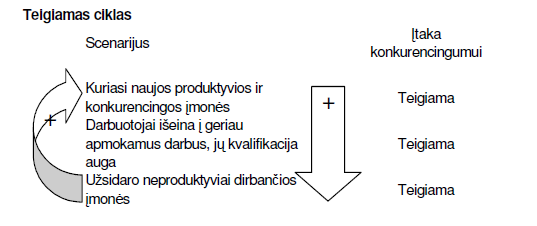 Teigiamas ciklas
Scenarijus
Įtaka
konkurencingumui
Kuriasi naujos produktyvios ir
konkurencingos įmonės
Teigiama
Darbuotojai išeina į geriau
apmokamus darbus, jų kvalifikacija
auga
Teigiama
Užsidaro neproduktyviai dirbančios
įmonės
Teigiama
+
+